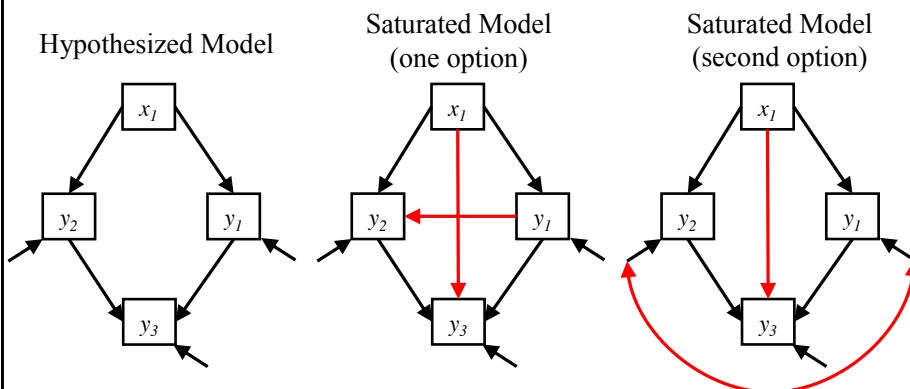 Hypothesized Model
x1
y2
y1
y3
Saturated Model
(one option)
x1
y2
y1
y3
Saturated Model
(second option)
x1
y2
y1
y3